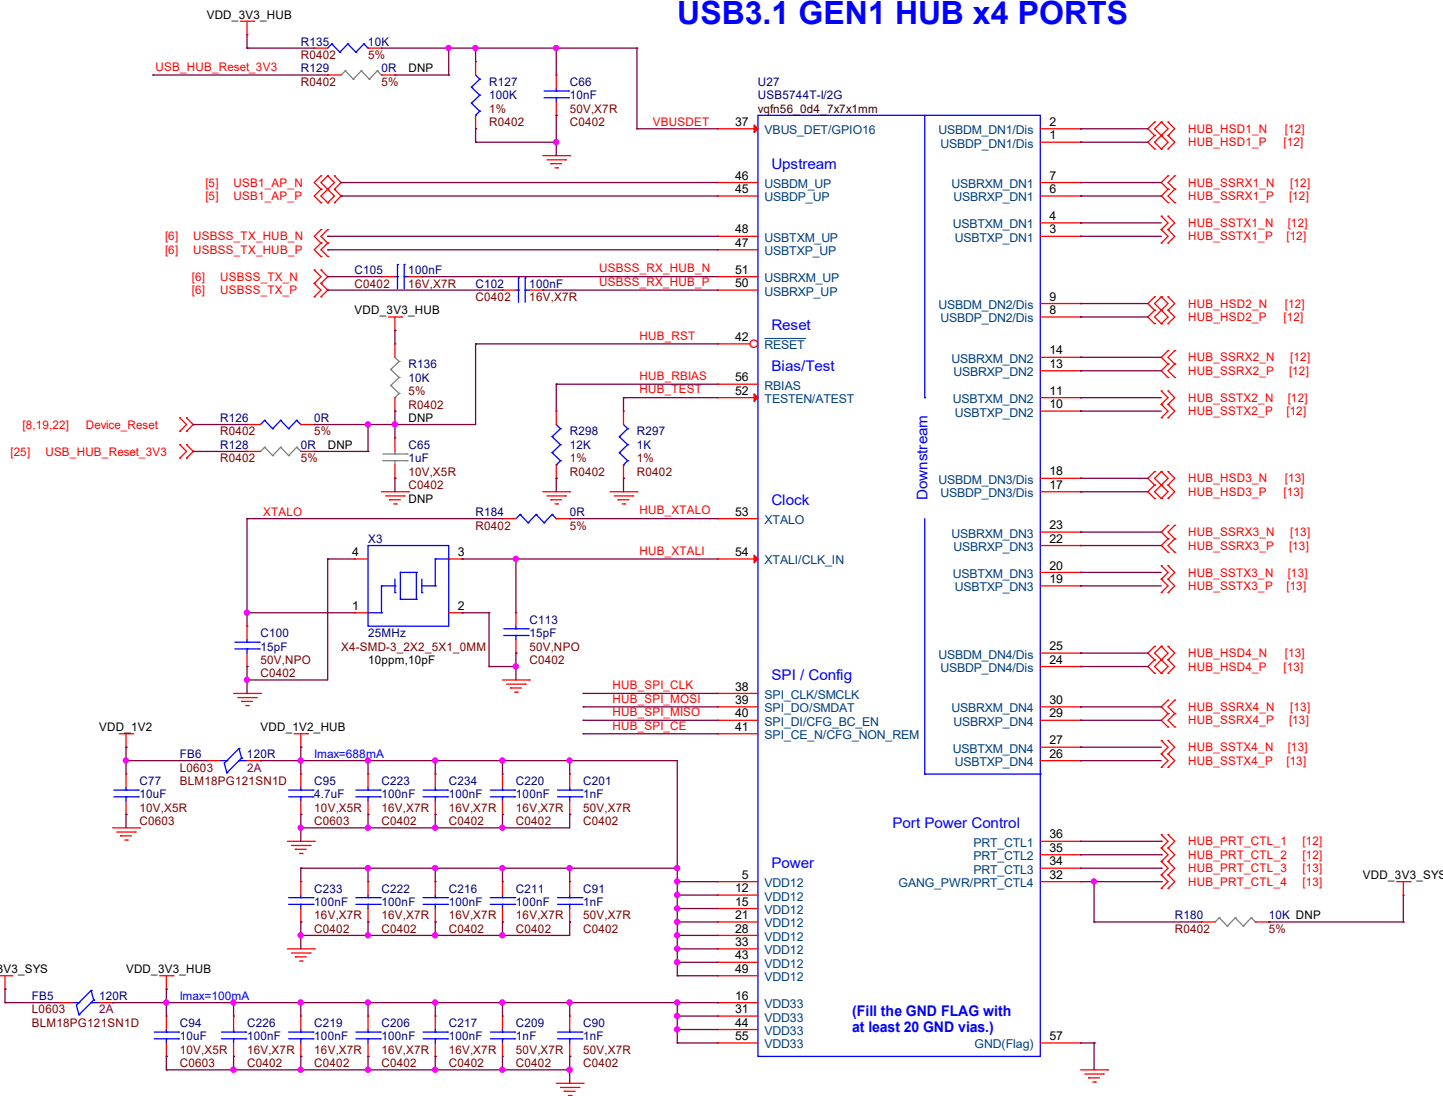 USB3.1 GEN1 HUB x4 PORTS
VDD_3V3_HUB
R135 10K
R0402 5%
USB_HUB_Reset_3V3 R129 0R DNP
R0402 5%
R127
100K
1%
R0402
C66
10nF
50V,X7R
C0402
U27
USB5744T-I/2G
vqfn56_0d4_7x7x1mm
VBUSDET 37 VBUS_DET/GPIO16
Upstream
[5] USB1_AP_N 46 USBDM_UP
[5] USB1_AP_P 45 USBDP_UP
[6] USBSS_TX_HUB_N 48 USBTXM_UP
[6] USBSS_TX_HUB_P 47 USBTXP_UP
[6] USBSS_TX_N C105 100nF USBSS_RX_HUB_N 51 USBRXM_UP
C0402 16V,X7R
[6] USBSS_TX_P C102 100nF USBSS_RX_HUB_P 50 USBRXP_UP
C0402 16V,X7R
VDD_3V3_HUB
Reset
HUB_RST 42 RESET
R136
10K
5%
R0402
DNP
Bias/Test
HUB_RBIAS 56 RBIAS
HUB_TEST 52 TESTEN/ATEST
[8,19,22] Device_Reset R126 0R
R0402 5%
[25] USB_HUB_Reset_3V3 R128 0R DNP
R0402 5%
C65
1uF
10V,X5R
C0402
DNP
R298
12K
1%
R0402
R297
1K
1%
R0402
Clock
XTALO R184 0R HUB_XTALO 53 XTALO
R0402 5%
HUB_XTALI 54 XTALI/CLK_IN
X3
4 3
1 2
25MHz
X4-SMD-3_2X2_5X1_0MM
10ppm,10pF
C100
15pF
50V,NPO
C0402
C113
15pF
50V,NPO
C0402
SPI / Config
HUB_SPI_CLK 38 SPI_CLK/SMCLK
HUB_SPI_MOSI 39 SPI_DO/SMDAT
HUB_SPI_MISO 40 SPI_DI/CFG_BC_EN
HUB_SPI_CE 41 SPI_CE_N/CFG_NON_REM
VDD_1V2 VDD_1V2_HUB
FB6 120R Imax=688mA
L0603 2A
BLM18PG121SN1D
C77
10uF
10V,X5R
C0603
C95 C223 C234 C220 C201
4.7uF 100nF 100nF 100nF 1nF
10V,X5R 16V,X7R 16V,X7R 16V,X7R 50V,X7R
C0603 C0402 C0402 C0402 C0402
C233 C222 C216 C211 C91
100nF 100nF 100nF 100nF 1nF
16V,X7R 16V,X7R 16V,X7R 16V,X7R 50V,X7R
C0402 C0402 C0402 C0402 C0402
Power
5 VDD12
12 VDD12
15 VDD12
21 VDD12
28 VDD12
33 VDD12
43 VDD12
49 VDD12
16 VDD33
31 VDD33
44 VDD33
55 VDD33
3V3_SYS VDD_3V3_HUB
FB5 120R Imax=100mA
L0603 2A
BLM18PG121SN1D
C94 C226 C219 C206 C217 C209 C90
10uF 100nF 100nF 100nF 100nF 1nF 1nF
10V,X5R 16V,X7R 16V,X7R 16V,X7R 16V,X7R 50V,X7R 50V,X7R
C0603 C0402 C0402 C0402 C0402 C0402 C0402
Downstream
USBDM_DN1/Dis 2 HUB_HSD1_N [12]
USBDP_DN1/Dis 1 HUB_HSD1_P [12]
USBRXM_DN1 7 HUB_SSRX1_N [12]
USBRXP_DN1 6 HUB_SSRX1_P [12]
USBTXM_DN1 4 HUB_SSTX1_N [12]
USBTXP_DN1 3 HUB_SSTX1_P [12]
USBDM_DN2/Dis 9 HUB_HSD2_N [12]
USBDP_DN2/Dis 8 HUB_HSD2_P [12]
USBRXM_DN2 14 HUB_SSRX2_N [12]
USBRXP_DN2 13 HUB_SSRX2_P [12]
USBTXM_DN2 11 HUB_SSTX2_N [12]
USBTXP_DN2 10 HUB_SSTX2_P [12]
USBDM_DN3/Dis 18 HUB_HSD3_N [13]
USBDP_DN3/Dis 17 HUB_HSD3_P [13]
USBRXM_DN3 23 HUB_SSRX3_N [13]
USBRXP_DN3 22 HUB_SSRX3_P [13]
USBTXM_DN3 20 HUB_SSTX3_N [13]
USBTXP_DN3 19 HUB_SSTX3_P [13]
USBDM_DN4/Dis 25 HUB_HSD4_N [13]
USBDP_DN4/Dis 24 HUB_HSD4_P [13]
USBRXM_DN4 30 HUB_SSRX4_N [13]
USBRXP_DN4 29 HUB_SSRX4_P [13]
USBTXM_DN4 27 HUB_SSTX4_N [13]
USBTXP_DN4 26 HUB_SSTX4_P [13]
Port Power Control
PRT_CTL1 36 HUB_PRT_CTL_1 [12]
PRT_CTL2 35 HUB_PRT_CTL_2 [12]
PRT_CTL3 34 HUB_PRT_CTL_3 [13]
GANG_PWR/PRT_CTL4 32 HUB_PRT_CTL_4 [13]
VDD_3V3_SYS
R180 10K DNP
R0402 5%
(Fill the GND FLAG with
at least 20 GND vias.)
GND(Flag) 57